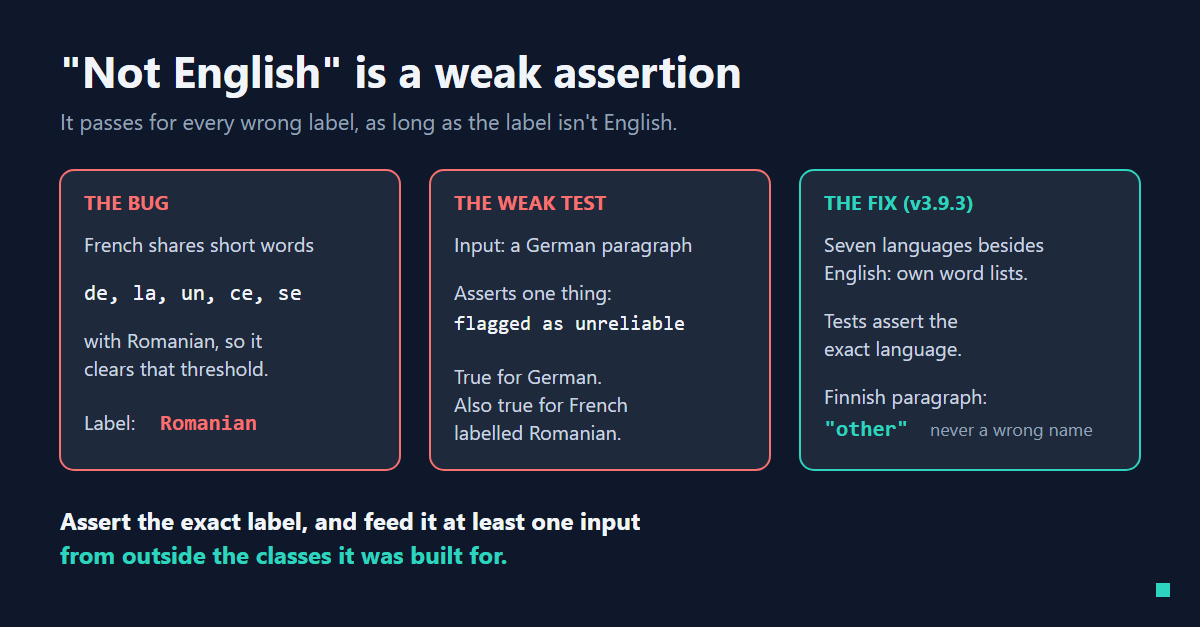 "Not English" is a weak assertion
It passes for every wrong label, as long as the label isn't English.
THE BUG
French shares short words
de, la, un, ce, se
with Romanian, so it
clears that threshold.
Label: Romanian
THE WEAK TEST
Input: a German paragraph
Asserts one thing:
flagged as unreliable
True for German.
Also true for French
labelled Romanian.
THE FIX (v3.9.3)
Seven languages besides
English: own word lists.
Tests assert the
exact language.
Finnish paragraph:
"other" never a wrong name
Assert the exact label, and feed it at least one input
from outside the classes it was built for.